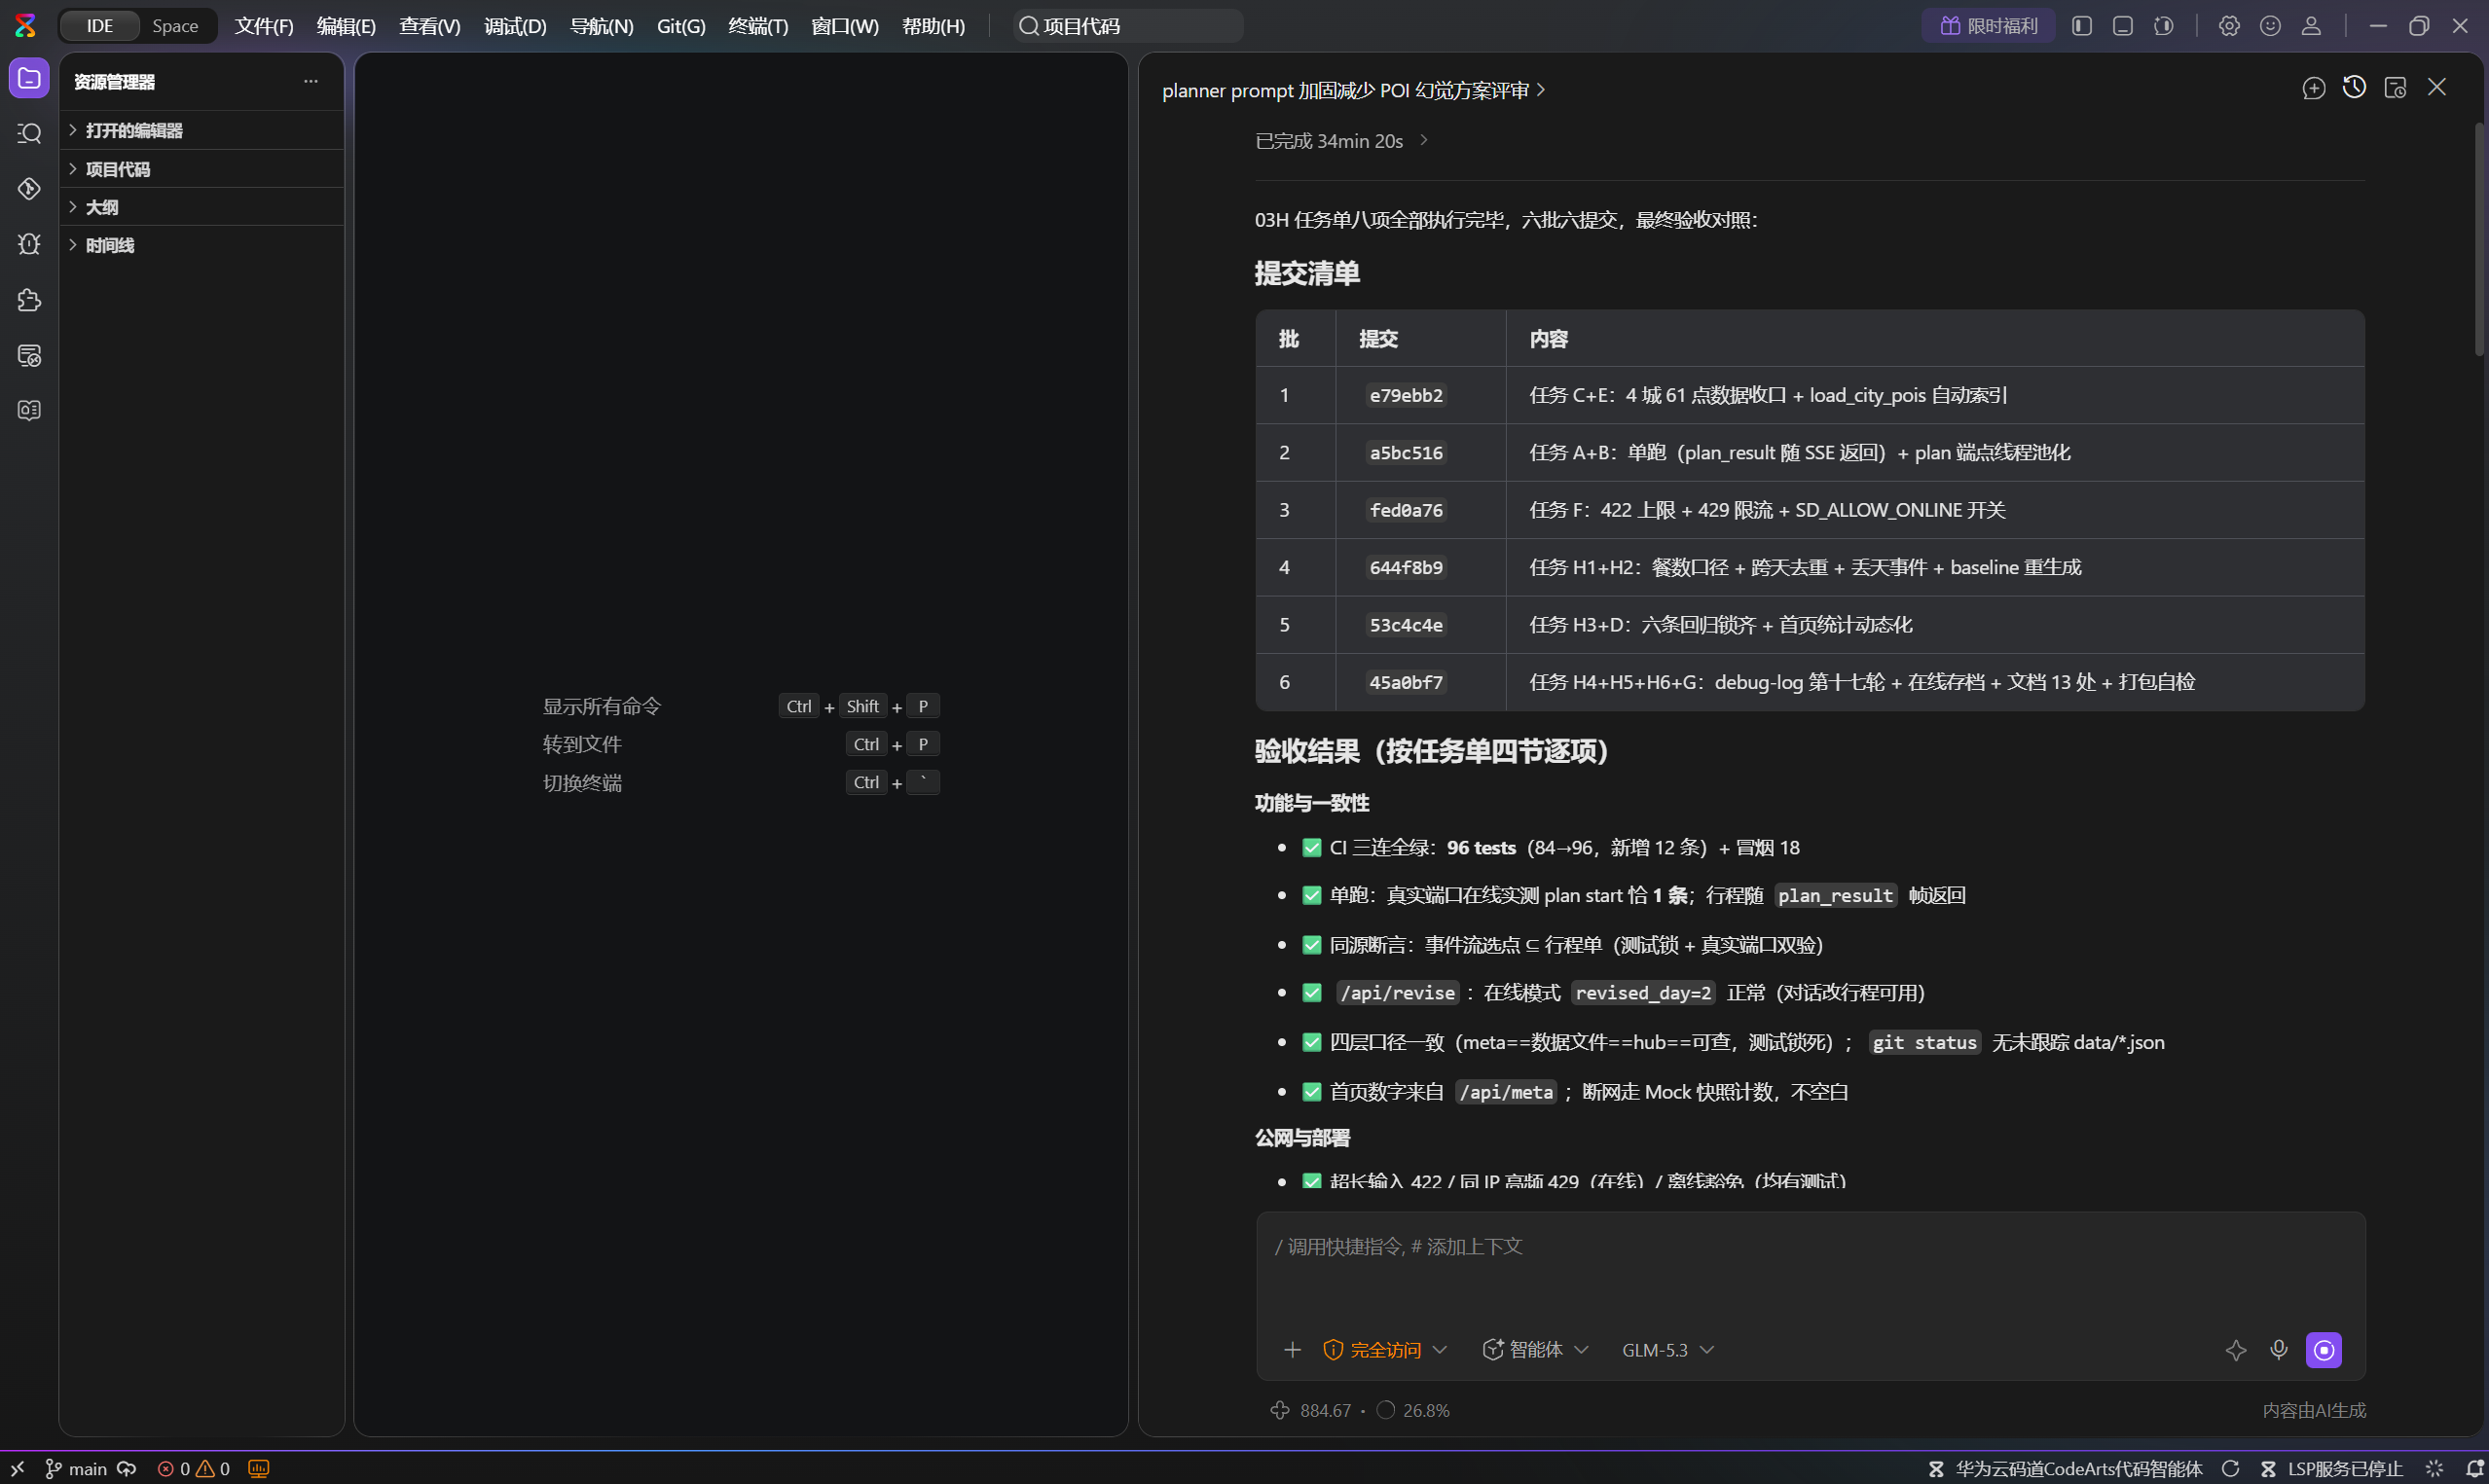 IDE Space 文件(F) 编辑(E) 查看(V) 调试(D) 导航(N) Git(G) 终端(T) 窗口(W) 帮助(H) 项目代码 限时福利
资源管理器
打开的编辑器
项目代码
大纲
时间线
显示所有命令 Ctrl + Shift + P
转到文件 Ctrl + P
切换终端 Ctrl + `
planner prompt 加固减少 POI 幻觉方案评审
已完成 34min 20s
03H 任务单八项全部执行完毕，六批六提交，最终验收对照：
提交清单
批 提交 内容
1 e79ebb2 任务 C+E：4 城 61 点数据收口 + load_city_pois 自动索引
2 a5bc516 任务 A+B：单跑（plan_result 随 SSE 返回）+ plan 端点线程池化
3 fed0a76 任务 F：422 上限 + 429 限流 + SD_ALLOW_ONLINE 开关
4 644f8b9 任务 H1+H2：餐数口径 + 跨天去重 + 丢天事件 + baseline 重生成
5 53c4c4e 任务 H3+D：六条回归锁齐 + 首页统计动态化
6 45a0bf7 任务 H4+H5+H6+G：debug-log 第十七轮 + 在线存档 + 文档 13 处 + 打包自检
验收结果（按任务单四节逐项）
功能与一致性
• ✅ CI 三连全绿：96 tests（84→96，新增 12 条）+ 冒烟 18
• ✅ 单跑：真实端口在线实测 plan start 恰 1 条；行程随 plan_result 帧返回
• ✅ 同源断言：事件流选点 ⊆ 行程单（测试锁 + 真实端口双验）
• ✅ /api/revise ：在线模式 revised_day=2 正常（对话改行程可用）
• ✅ 四层口径一致（meta==数据文件==hub==可查，测试锁死）； git status 无未跟踪 data/*.json
• ✅ 首页数字来自 /api/meta ；断网走 Mock 快照计数，不空白
公网与部署
• ✅ 超长输入 422 / 同 IP 高频 429（在线）/ 离线豁免（均有测试）
/ 调用快捷指令, # 添加上下文
完全访问 智能体 GLM-5.3
884.67 · 26.8% 内容由AI生成
main 0 0 华为云码道CodeArts代码智能体 LSP服务已停止